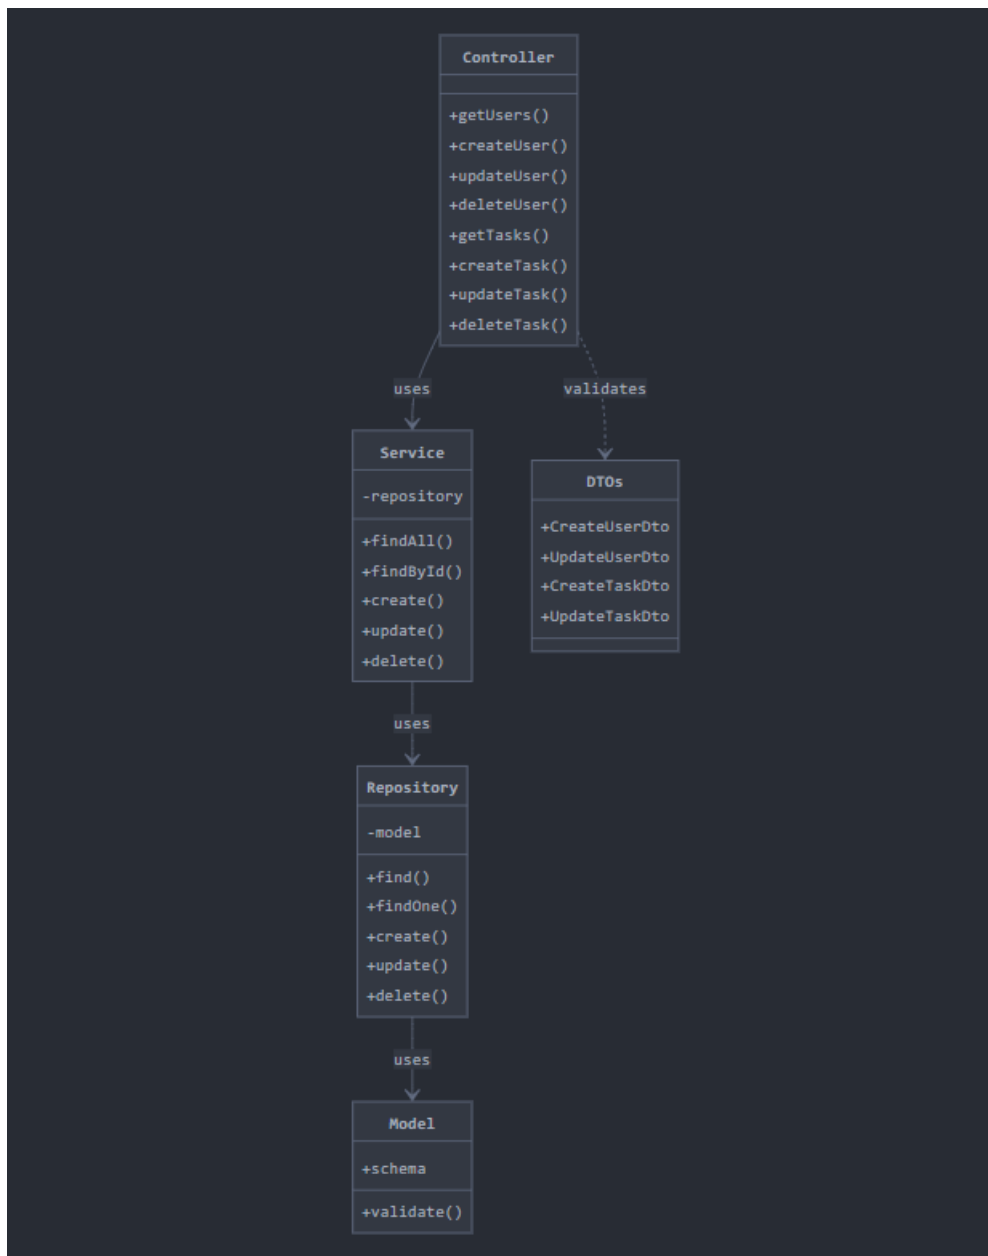 Controller
+getUsers()
+createUser()
+updateUser()
+deleteUser()
+getTasks()
+createTask()
+updateTask()
+deleteTask()
uses
validates
Service
-repository
+findAll()
+findById()
+create()
+update()
+delete()
DTOs
+CreateUserDto
+UpdateUserDto
+CreateTaskDto
+UpdateTaskDto
uses
Repository
-model
+find()
+findOne()
+create()
+update()
+delete()
uses
Model
+schema
+validate()